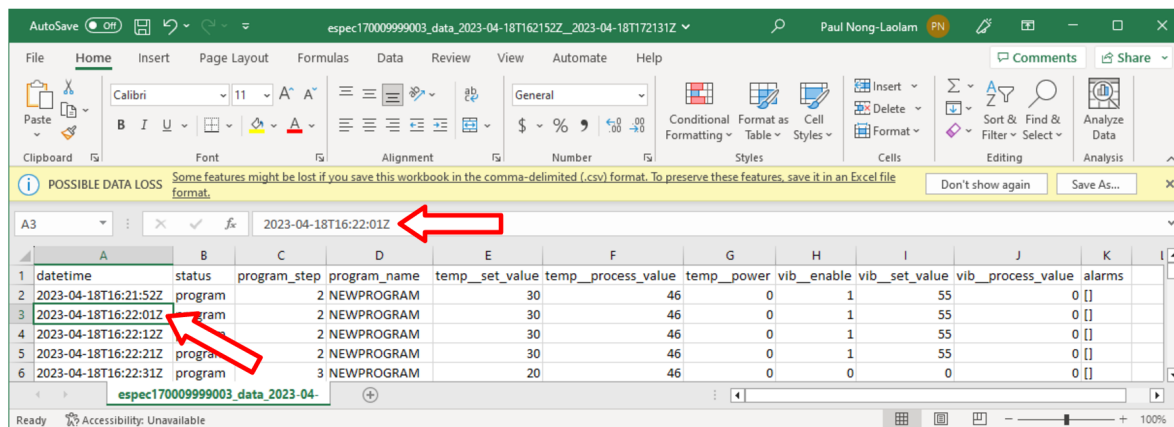 AutoSave Off espec170009999003_data_2023-04-18T162152Z__2023-04-18T172131Z Paul Nong-Laolam PN
File Home Insert Page Layout Formulas Data Review View Automate Help Comments Share
Paste Calibri 11 A A ab General Conditional Formatting Format as Table Cell Styles Insert Delete Format Sort & Filter Find & Select Analyze Data
B I U A $ % 9
Clipboard Font Alignment Number Styles Cells Editing Analysis
POSSIBLE DATA LOSS Some features might be lost if you save this workbook in the comma-delimited (.csv) format. To preserve these features, save it in an Excel file format. Don't show again Save As...
A3 fx 2023-04-18T16:22:01Z
A B C D E F G H I J K L
1 datetime status program_step program_name temp__set_value temp__process_value temp__power vib__enable vib__set_value vib__process_value alarms
2 2023-04-18T16:21:52Z program 2 NEWPROGRAM 30 46 0 1 55 0 []
3 2023-04-18T16:22:01Z program 2 NEWPROGRAM 30 46 0 1 55 0 []
4 2023-04-18T16:22:12Z 2 NEWPROGRAM 30 46 0 1 55 0 []
5 2023-04-18T16:22:21Z program 2 NEWPROGRAM 30 46 0 1 55 0 []
6 2023-04-18T16:22:31Z program 3 NEWPROGRAM 20 46 0 0 0 0 []
espec170009999003_data_2023-04-
Ready Accessibility: Unavailable 100%